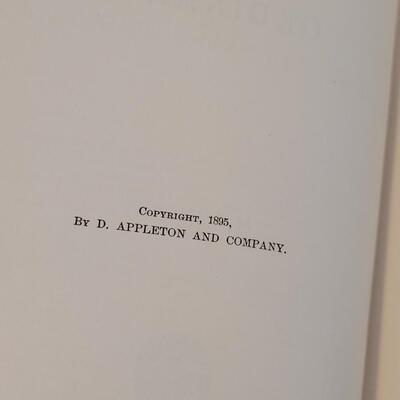 Copyright, 1895,
By D. APPLETON AND COMPANY.